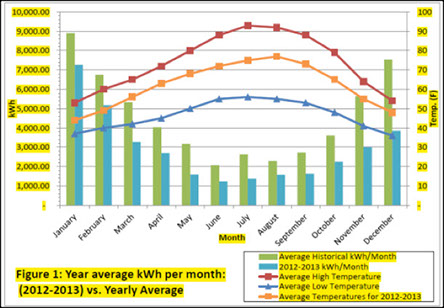 10,000.00
9,000.00
8,000.00
7,000.00
6,000.00
5,000.00
4,000.00
3,000.00
2,000.00
1,000.00
-
kWh
100
90
80
70
60
50
40
30
20
10
-
Temp. (F)
January
February
March
April
May
June
July
August
September
October
November
December
Month
Average Historical kWh/Month
2012-2013 kWh/Month
Average High Temperature
Average Low Temperature
Average Temperatures for 2012-2013
Figure 1: Year average kWh per month:
(2012-2013) vs. Yearly Average